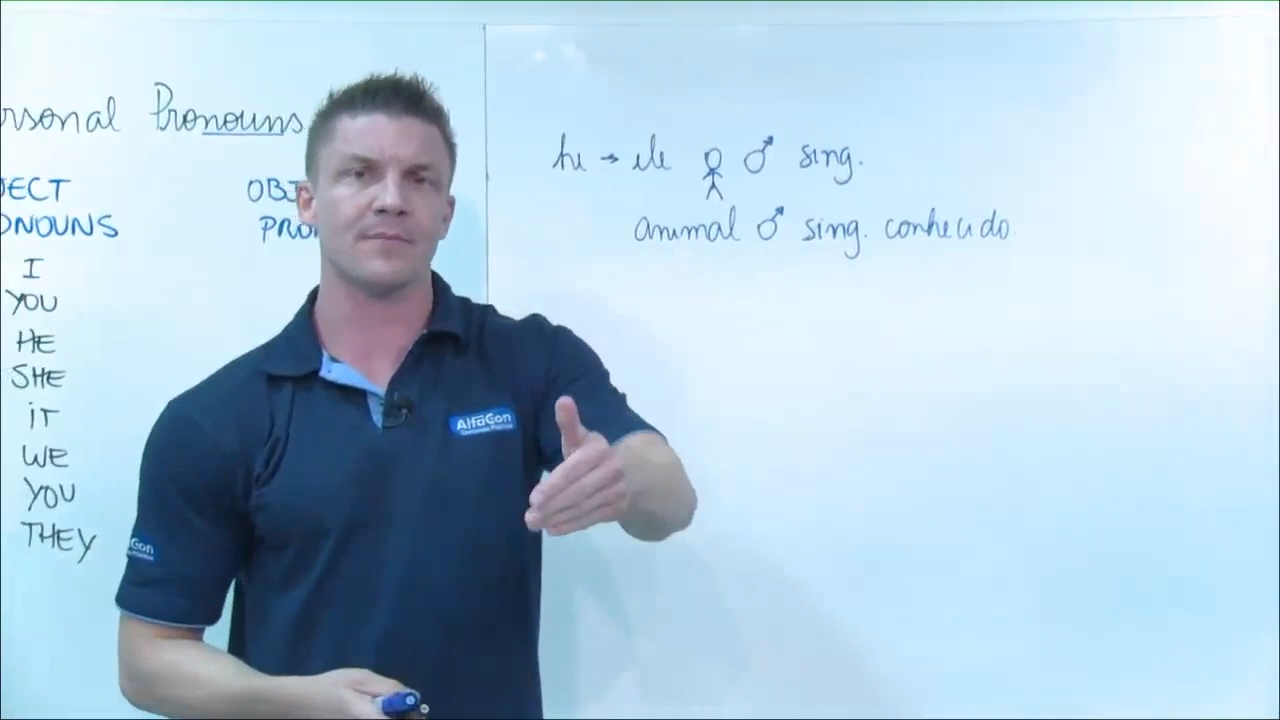 rsonal Pronouns
JECT OBJ
ONOUNS PRO
I
YOU
HE
SHE
iT
WE
YOU
THEY
he → ele ♂ sing.
animal ♂ sing. conhecido
AlfaCon
Con